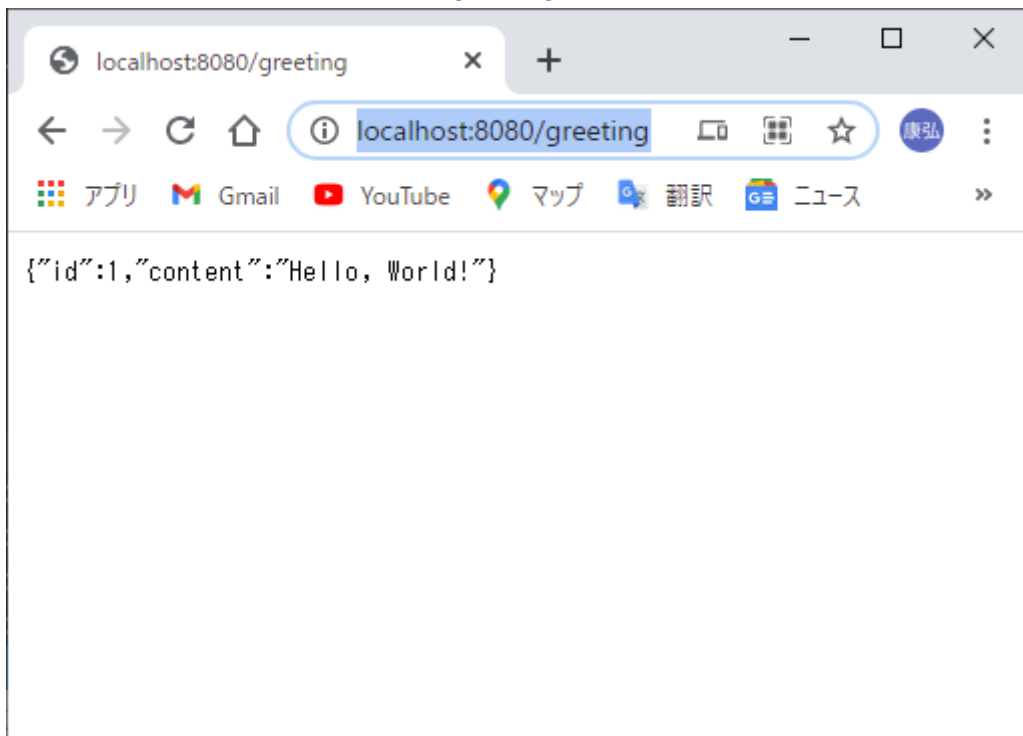 localhost:8080/greeting
localhost:8080/greeting 康弘
アプリ Gmail YouTube マップ 翻訳 ニュース
{"id":1,"content":"Hello, World!"}